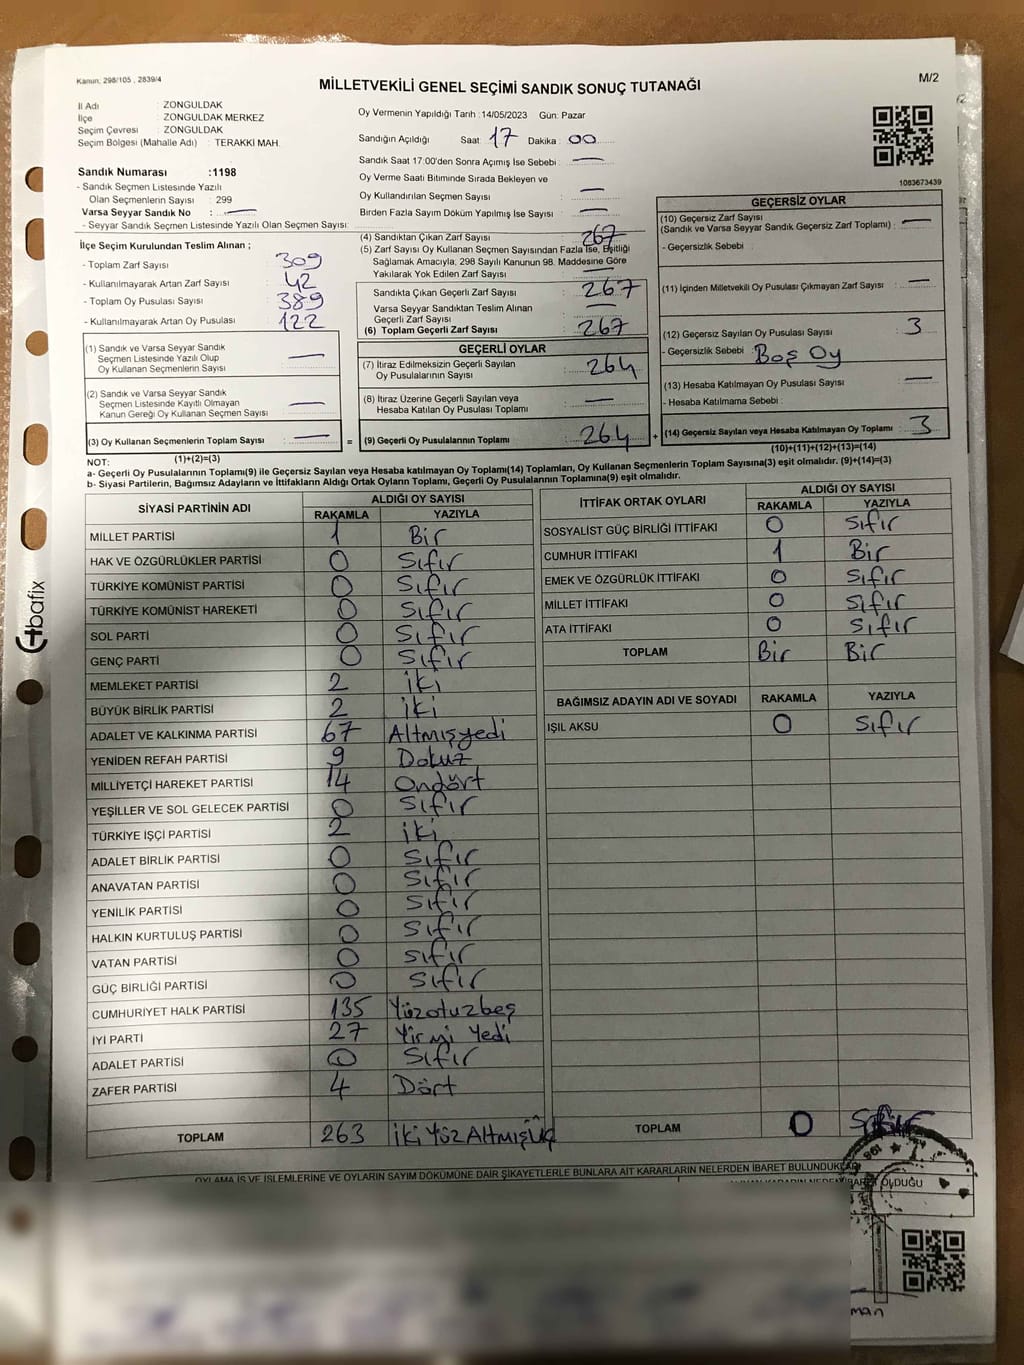 Kanun; 298/105 , 2839/4
MİLLETVEKİLİ GENEL SEÇİMİ SANDIK SONUÇ TUTANAĞI
M/2
İl Adı : ZONGULDAK
İlçe : ZONGULDAK MERKEZ
Seçim Çevresi : ZONGULDAK
Seçim Bölgesi (Mahalle Adı) : TERAKKİ MAH.
Oy Vermenin Yapıldığı Tarih :14/05/2023 Gün: Pazar
Sandığın Açıldığı Saat: 17 Dakika : 00
Sandık Saat 17:00'den Sonra Açımış İse Sebebi : —
Oy Verme Saati Bitiminde Sırada Bekleyen ve
Oy Kullandırılan Seçmen Sayısı : —
Birden Fazla Sayım Döküm Yapılmış İse Sayısı : —
1083673439
Sandık Numarası :1198
- Sandık Seçmen Listesinde Yazılı
Olan Seçmenlerin Sayısı : 299
Varsa Seyyar Sandık No : —
- Seyyar Sandık Seçmen Listesinde Yazılı Olan Seçmen Sayısı:
İlçe Seçim Kurulundan Teslim Alınan ;
- Toplam Zarf Sayısı : 309
- Kullanılmayarak Artan Zarf Sayısı : 42
- Toplam Oy Pusulası Sayısı : 389
- Kullanılmayarak Artan Oy Pusulası : 122
(1) Sandık ve Varsa Seyyar Sandık
Seçmen Listesinde Yazılı Olup
Oy Kullanan Seçmenlerin Sayısı : —
(2) Sandık ve Varsa Seyyar Sandık
Seçmen Listesinde Kayıtlı Olmayan
Kanun Gereği Oy Kullanan Seçmen Sayısı : —
(3) Oy Kullanan Seçmenlerin Toplam Sayısı : — =
(1)+(2)=(3)
(4) Sandıktan Çıkan Zarf Sayısı : 267
(5) Zarf Sayısı Oy Kullanan Seçmen Sayısından Fazla İse, Eşitliği
Sağlamak Amacıyla; 298 Sayılı Kanunun 98. Maddesine Göre
Yakılarak Yok Edilen Zarf Sayısı : —
Sandıkta Çıkan Geçerli Zarf Sayısı : 267
Varsa Seyyar Sandıktan Teslim Alınan
Geçerli Zarf Sayısı : —
(6) Toplam Geçerli Zarf Sayısı : 267
GEÇERLİ OYLAR
(7) İtiraz Edilmeksizin Geçerli Sayılan
Oy Pusulalarının Sayısı : 264
(8) İtiraz Üzerine Geçerli Sayılan veya
Hesaba Katılan Oy Pusulası Toplamı : —
(9) Geçerli Oy Pusulalarının Toplamı : 264 +
GEÇERSİZ OYLAR
(10) Geçersiz Zarf Sayısı
(Sandık ve Varsa Seyyar Sandık Geçersiz Zarf Toplamı) : —
- Geçersizlik Sebebi :
(11) İçinden Milletvekili Oy Pusulası Çıkmayan Zarf Sayısı : —
(12) Geçersiz Sayılan Oy Pusulası Sayısı : 3
- Geçersizlik Sebebi : Boş Oy
(13) Hesaba Katılmayan Oy Pusulası Sayısı : —
- Hesaba Katılmama Sebebi :
(14) Geçersiz Sayılan veya Hesaba Katılmayan Oy Toplamı : 3
(10)+(11)+(12)+(13)=(14)
NOT:
a- Geçerli Oy Pusulalarının Toplamı(9) ile Geçersiz Sayılan veya Hesaba katılmayan Oy Toplamı(14) Toplamları, Oy Kullanan Seçmenlerin Toplam Sayısına(3) eşit olmalıdır. (9)+(14)=(3)
b- Siyasi Partilerin, Bağımsız Adayların ve İttifakların Aldığı Ortak Oyların Toplamı, Geçerli Oy Pusulalarının Toplamına(9) eşit olmalıdır.
SİYASİ PARTİNİN ADI ALDIĞI OY SAYISI
RAKAMLA YAZIYLA
MİLLET PARTİSİ 1 Bir
HAK VE ÖZGÜRLÜKLER PARTİSİ 0 Sıfır
TÜRKİYE KOMÜNİST PARTİSİ 0 Sıfır
TÜRKİYE KOMÜNİST HAREKETİ 0 Sıfır
SOL PARTİ 0 Sıfır
GENÇ PARTİ 0 Sıfır
MEMLEKET PARTİSİ 2 iki
BÜYÜK BİRLİK PARTİSİ 2 iki
ADALET VE KALKINMA PARTİSİ 67 Altmışyedi
YENİDEN REFAH PARTİSİ 9 Dokuz
MİLLİYETÇİ HAREKET PARTİSİ 14 Ondört
YEŞİLLER VE SOL GELECEK PARTİSİ 0 Sıfır
TÜRKİYE İŞÇİ PARTİSİ 2 iki
ADALET BİRLİK PARTİSİ 0 Sıfır
ANAVATAN PARTİSİ 0 Sıfır
YENİLİK PARTİSİ 0 Sıfır
HALKIN KURTULUŞ PARTİSİ 0 Sıfır
VATAN PARTİSİ 0 Sıfır
GÜÇ BİRLİĞİ PARTİSİ 0 Sıfır
CUMHURİYET HALK PARTİSİ 135 Yüzotuzbeş
İYİ PARTİ 27 Yirmi Yedi
ADALET PARTİSİ 0 Sıfır
ZAFER PARTİSİ 4 Dört
TOPLAM 263 iki Yüz Altmış Üç
İTTİFAK ORTAK OYLARI ALDIĞI OY SAYISI
RAKAMLA YAZIYLA
SOSYALİST GÜÇ BİRLİĞİ İTTİFAKI 0 Sıfır
CUMHUR İTTİFAKI 1 Bir
EMEK VE ÖZGÜRLÜK İTTİFAKI 0 Sıfır
MİLLET İTTİFAKI 0 Sıfır
ATA İTTİFAKI 0 Sıfır
TOPLAM Bir Bir
BAĞIMSIZ ADAYIN ADI VE SOYADI RAKAMLA YAZIYLA
IŞIL AKSU 0 Sıfır
TOPLAM 0 Sıfır
OYLAMA İŞ VE İŞLEMLERİNE VE OYLARIN SAYIM DÖKÜMÜNE DAİR ŞİKAYETLERLE BUNLARA AİT KARARLARIN NELERDEN İBARET BULUNDUKLARI
OLDUĞU
bafix